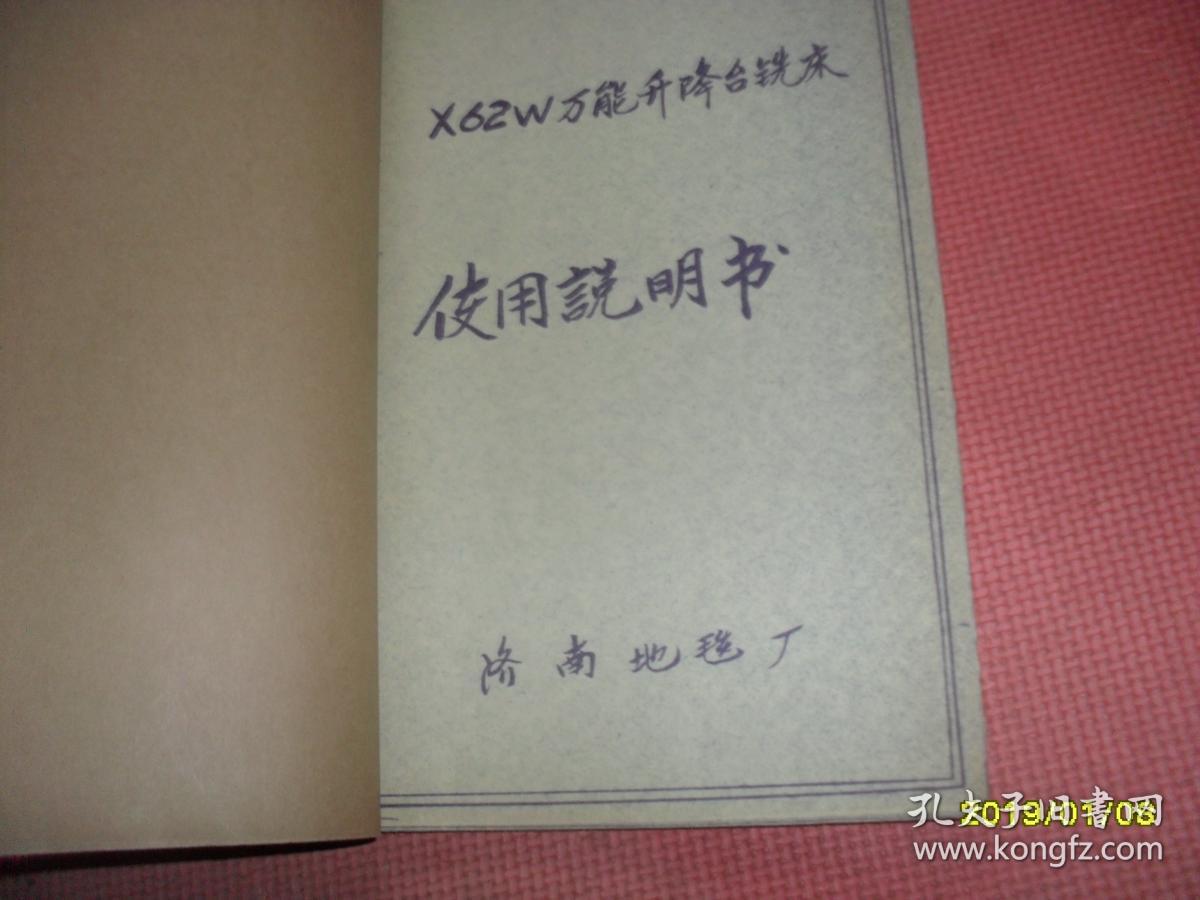 X62W万能升降台铣床
使用説明书
济南地毯厂
2019/01/08
孔夫子旧書网
www.kongfz.com